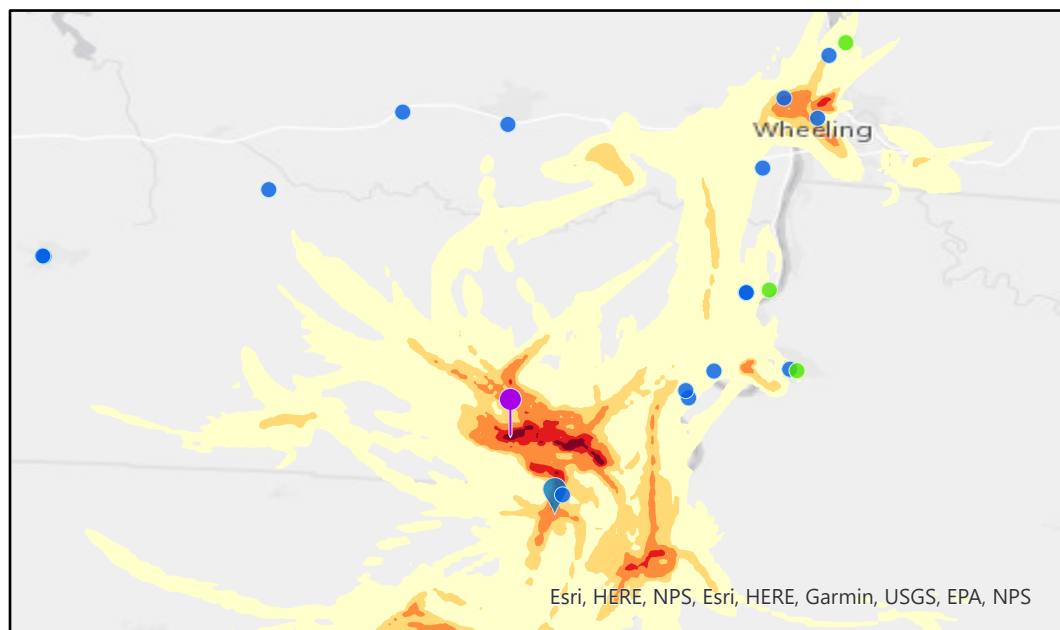 Wheeling
Esri, HERE, NPS, Esri, HERE, Garmin, USGS, EPA, NPS